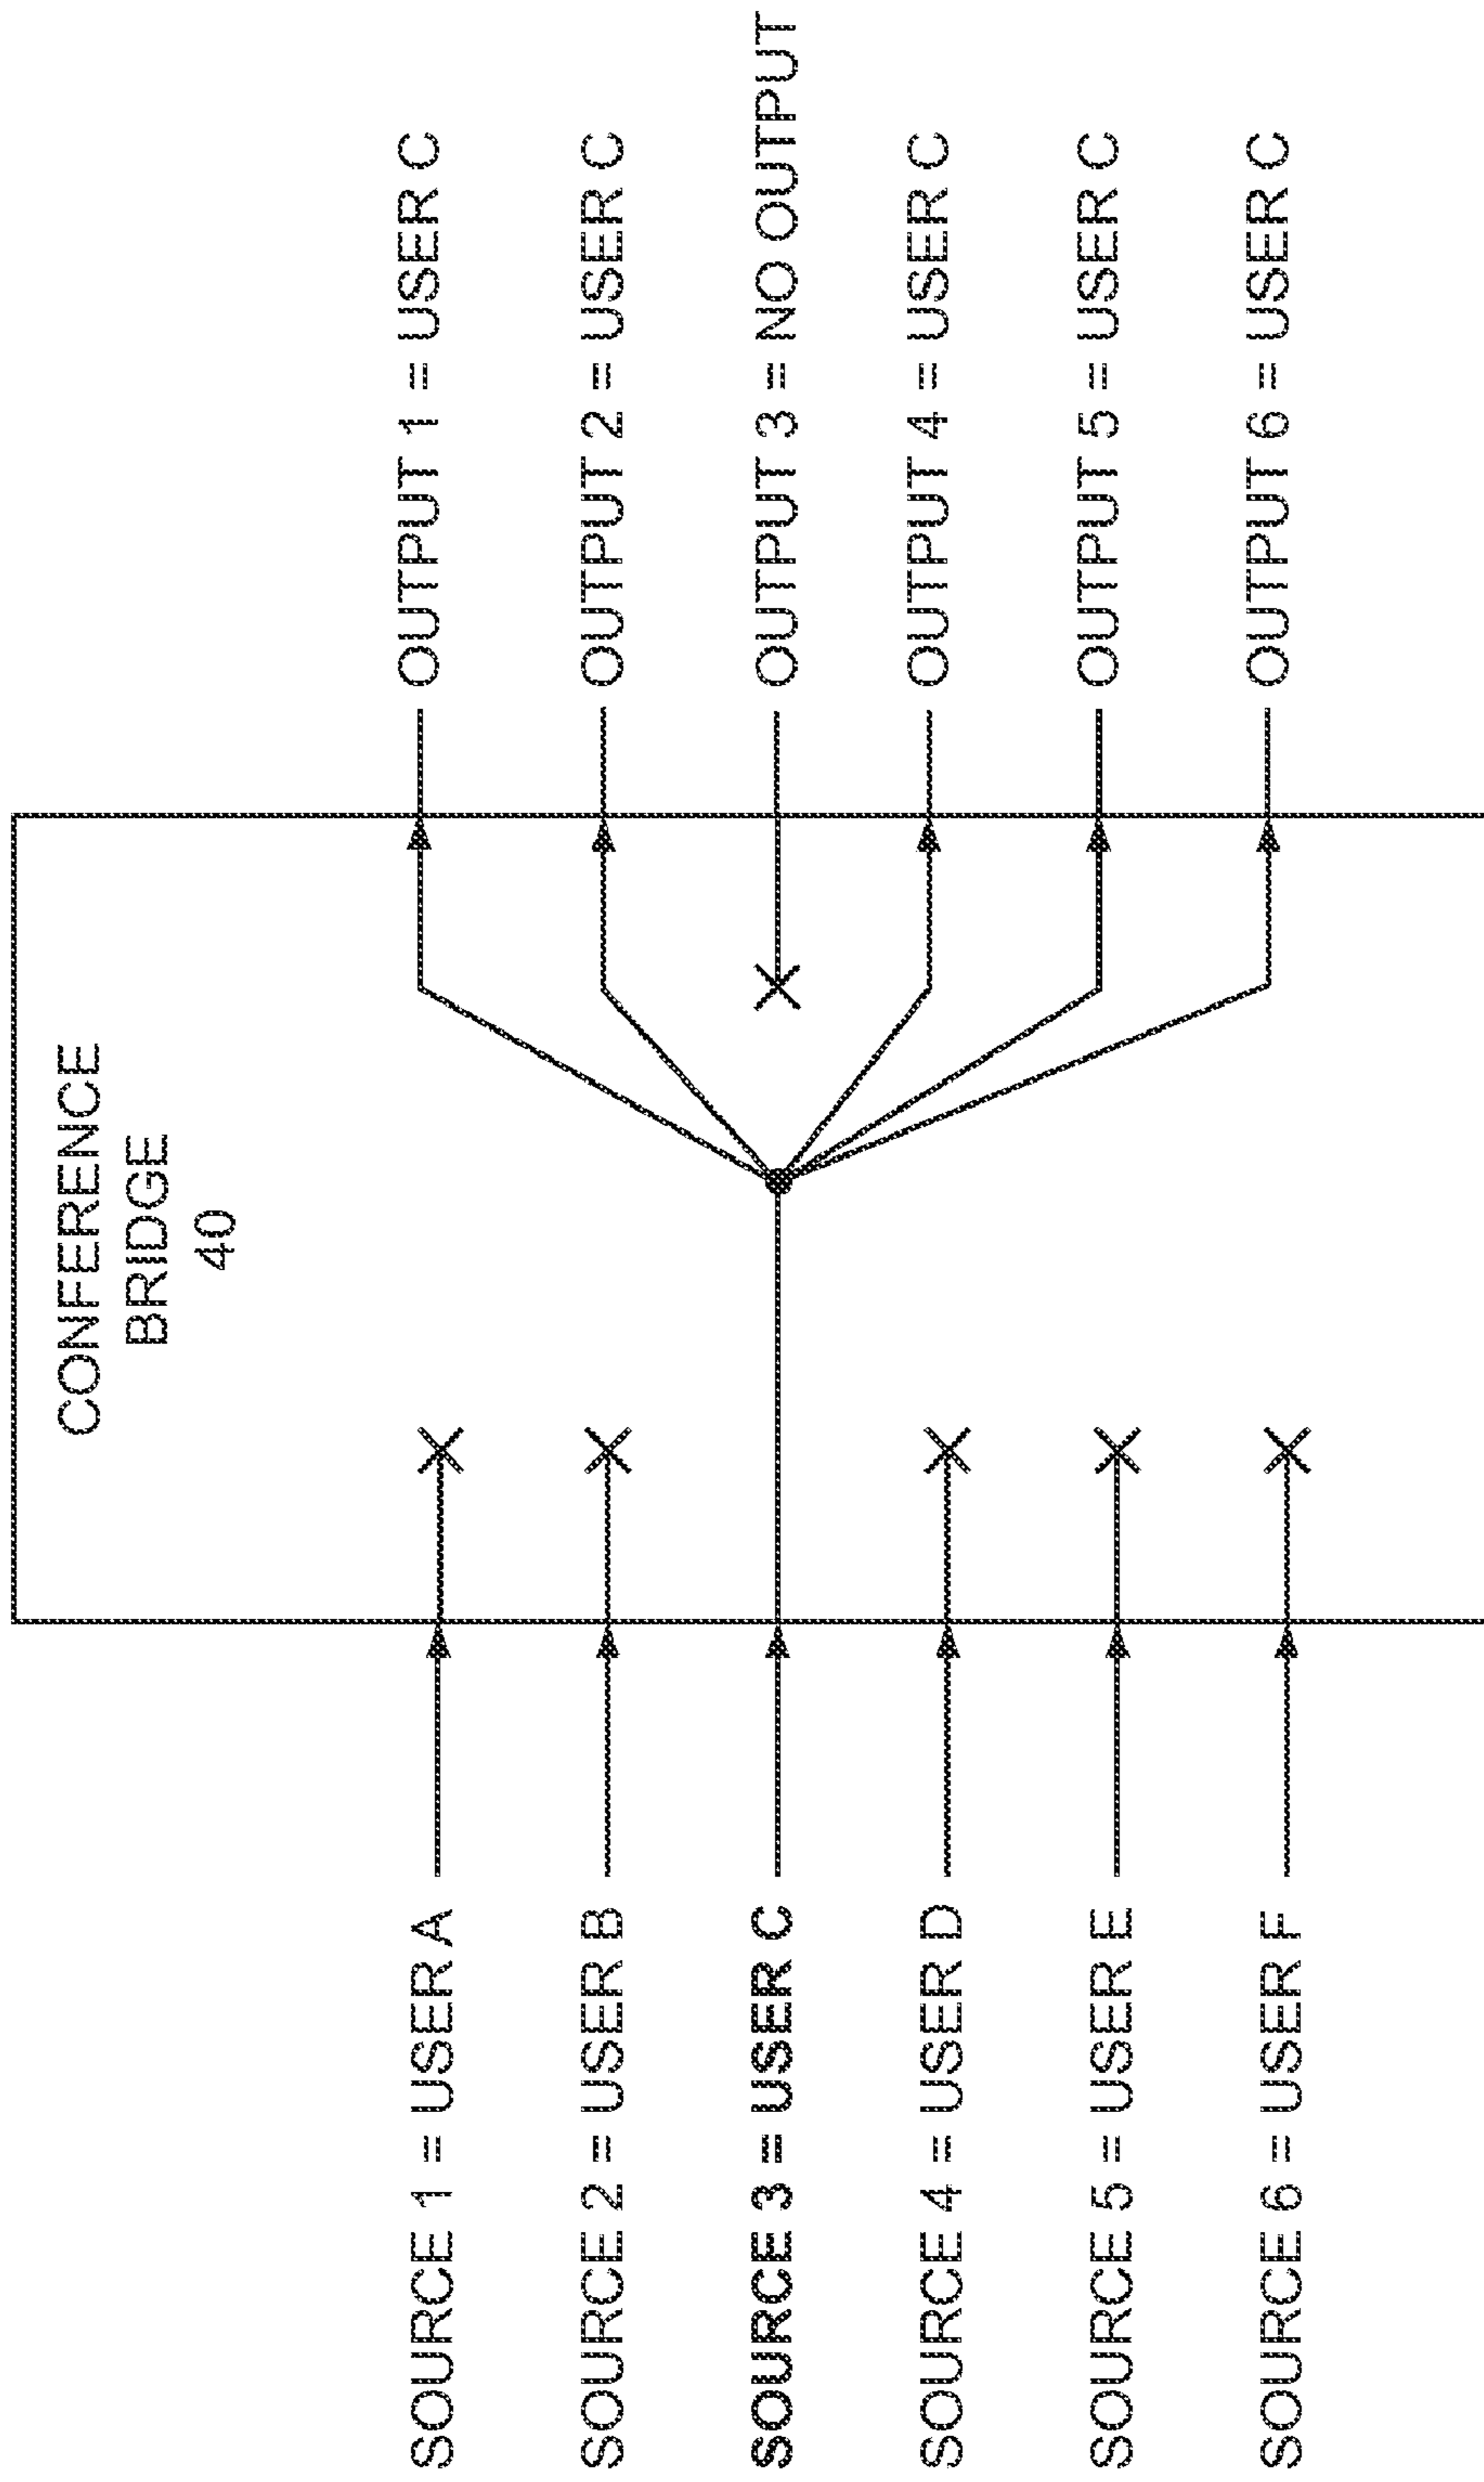 CONFERENCE
BRIDGE
40
SOURCE 1 = USER A
SOURCE 2 = USER B
SOURCE 3 = USER C
SOURCE 4 = USER D
SOURCE 5 = USER E
SOURCE 6 = USER F
OUTPUT 1 = USER C
OUTPUT 2 = USER C
OUTPUT 3 = NO OUTPUT
OUTPUT 4 = USER C
OUTPUT 5 = USER C
OUTPUT 6 = USER C